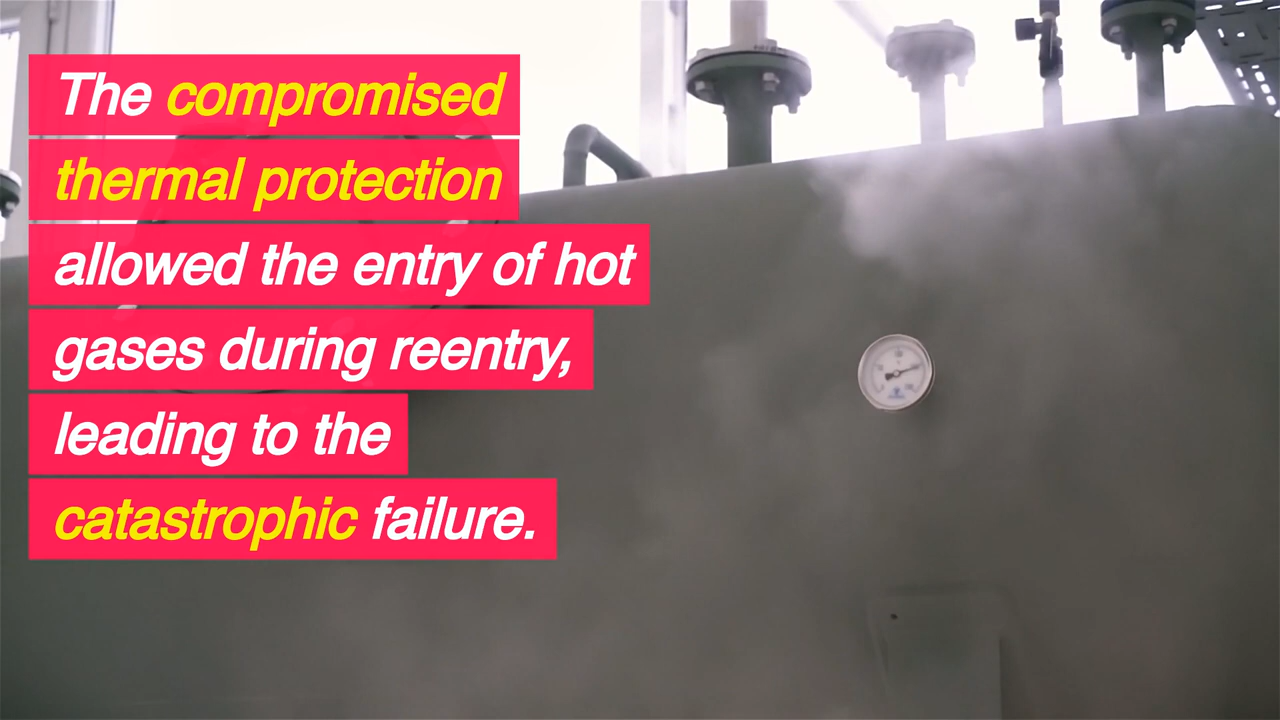 The compromised
thermal protection
allowed the entry of hot
gases during reentry,
leading to the
catastrophic failure.